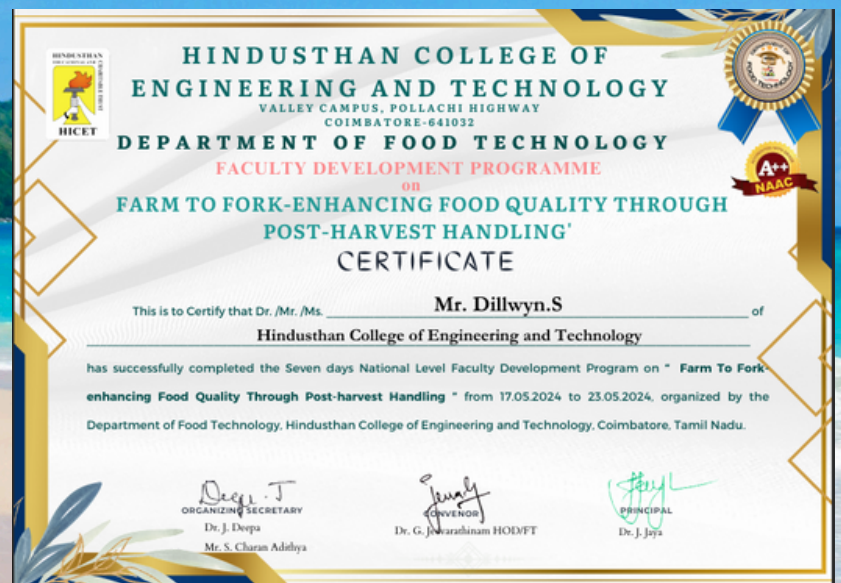 HINDUSTHAN
HICET
HINDUSTHAN COLLEGE OF
ENGINEERING AND TECHNOLOGY
VALLEY CAMPUS, POLLACHI HIGHWAY
COIMBATORE-641032
DEPARTMENT OF FOOD TECHNOLOGY
FACULTY DEVELOPMENT PROGRAMME
on
FARM TO FORK-ENHANCING FOOD QUALITY THROUGH
POST-HARVEST HANDLING'
CERTIFICATE
FOOD TECHNOLOGY
A++
NAAC
This is to Certify that Dr. /Mr. /Ms. Mr. Dillwyn.S of
Hindusthan College of Engineering and Technology
has successfully completed the Seven days National Level Faculty Development Program on " Farm To Fork-
enhancing Food Quality Through Post-harvest Handling " from 17.05.2024 to 23.05.2024, organized by the
Department of Food Technology, Hindusthan College of Engineering and Technology, Coimbatore, Tamil Nadu.
Deepa. J
ORGANIZING SECRETARY
Dr. J. Deepa
Mr. S. Charan Adithya
CONVENOR
Dr. G. Jeevarathinam HOD/FT
PRINCIPAL
Dr. J. Jaya